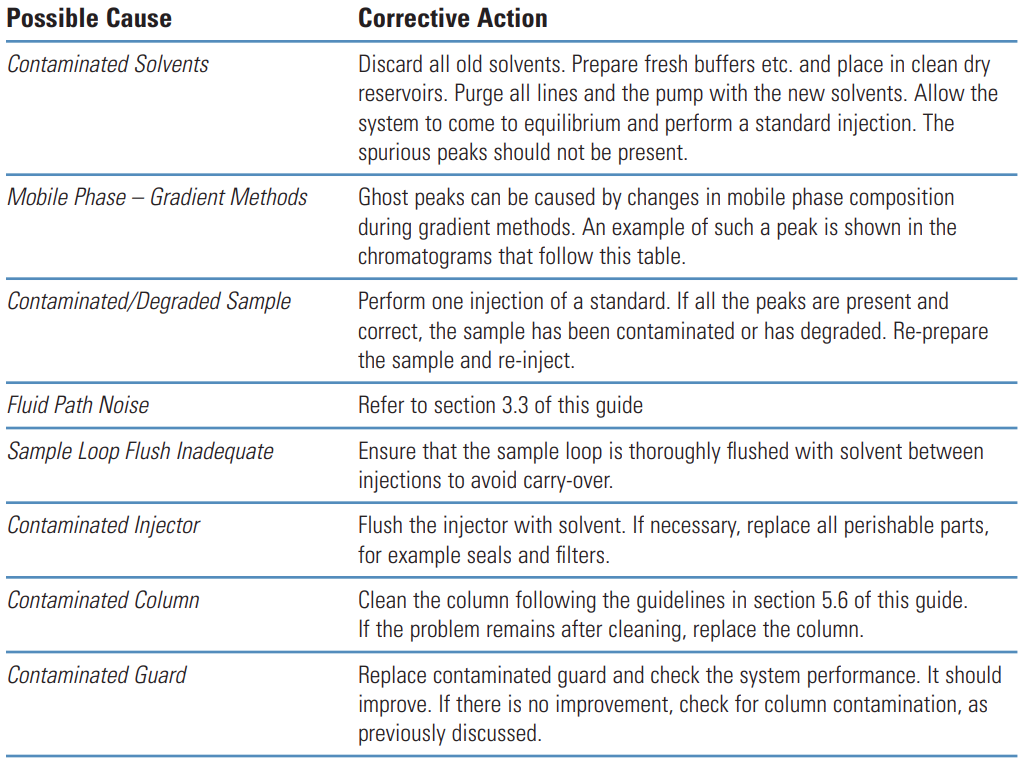 Possible Cause Corrective Action
Contaminated Solvents Discard all old solvents. Prepare fresh buffers etc. and place in clean dry
reservoirs. Purge all lines and the pump with the new solvents. Allow the
system to come to equilibrium and perform a standard injection. The
spurious peaks should not be present.
Mobile Phase – Gradient Methods Ghost peaks can be caused by changes in mobile phase composition
during gradient methods. An example of such a peak is shown in the
chromatograms that follow this table.
Contaminated/Degraded Sample Perform one injection of a standard. If all the peaks are present and
correct, the sample has been contaminated or has degraded. Re-prepare
the sample and re-inject.
Fluid Path Noise Refer to section 3.3 of this guide
Sample Loop Flush Inadequate Ensure that the sample loop is thoroughly flushed with solvent between
injections to avoid carry-over.
Contaminated Injector Flush the injector with solvent. If necessary, replace all perishable parts,
for example seals and filters.
Contaminated Column Clean the column following the guidelines in section 5.6 of this guide.
If the problem remains after cleaning, replace the column.
Contaminated Guard Replace contaminated guard and check the system performance. It should
improve. If there is no improvement, check for column contamination, as
previously discussed.